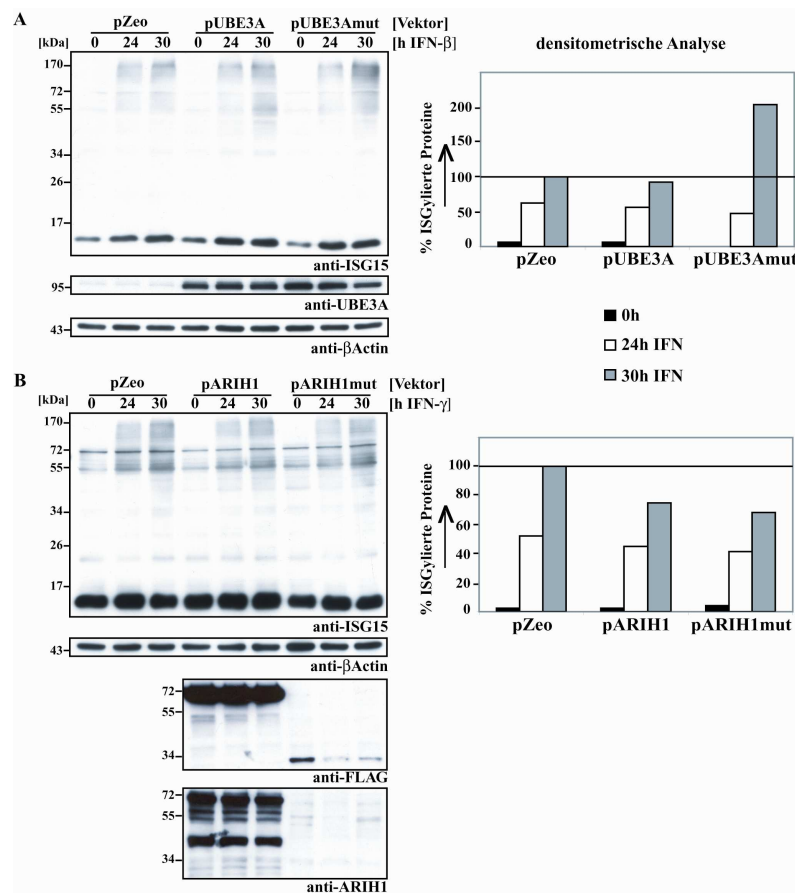 A
pZeo pUBE3A pUBE3Amut [Vektor]
[kDa] 0 24 30 0 24 30 0 24 30 [h IFN-β]
170
72
55
34
26
17
anti-ISG15
95
anti-UBE3A
43
anti-βActin
densitometrische Analyse
% ISGylierte Proteine
200
150
100
50
0
pZeo pUBE3A pUBE3Amut
0h
24h IFN
30h IFN
B
pZeo pARIH1 pARIH1mut [Vektor]
[kDa] 0 24 30 0 24 30 0 24 30 [h IFN-γ]
170
72
55
34
26
17
anti-ISG15
43
anti-βActin
72
55
34
anti-FLAG
72
55
34
anti-ARIH1
% ISGylierte Proteine
100
80
60
40
20
0
pZeo pARIH1 pARIH1mut